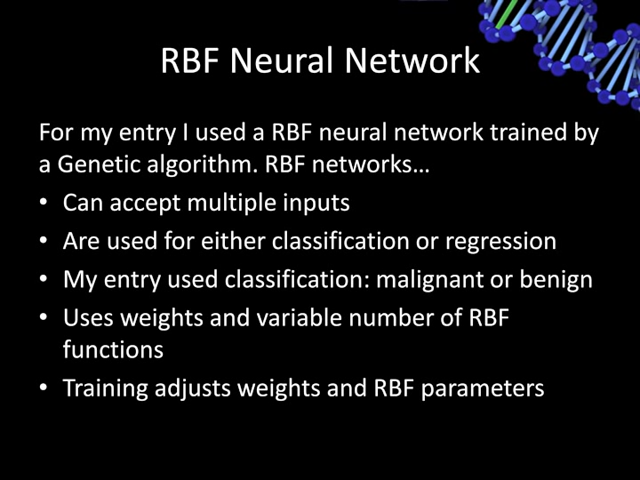 RBF Neural Network
For my entry I used a RBF neural network trained by
a Genetic algorithm. RBF networks…
• Can accept multiple inputs
• Are used for either classification or regression
• My entry used classification: malignant or benign
• Uses weights and variable number of RBF
functions
• Training adjusts weights and RBF parameters